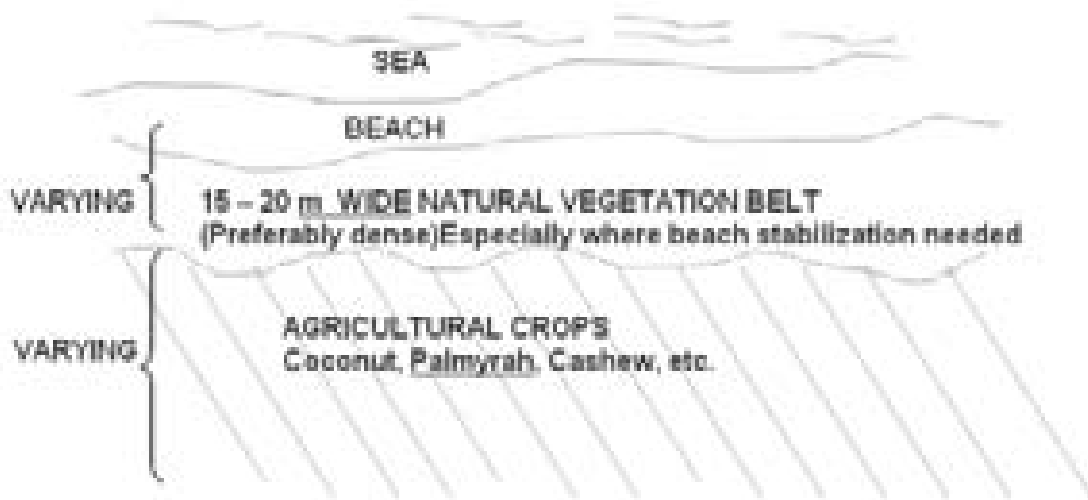 SEA
BEACH
VARYING
15 – 20 m WIDE NATURAL VEGETATION BELT
(Preferably dense)Especially where beach stabilization needed
VARYING
AGRICULTURAL CROPS
Coconut, Palmyrah, Cashew, etc.